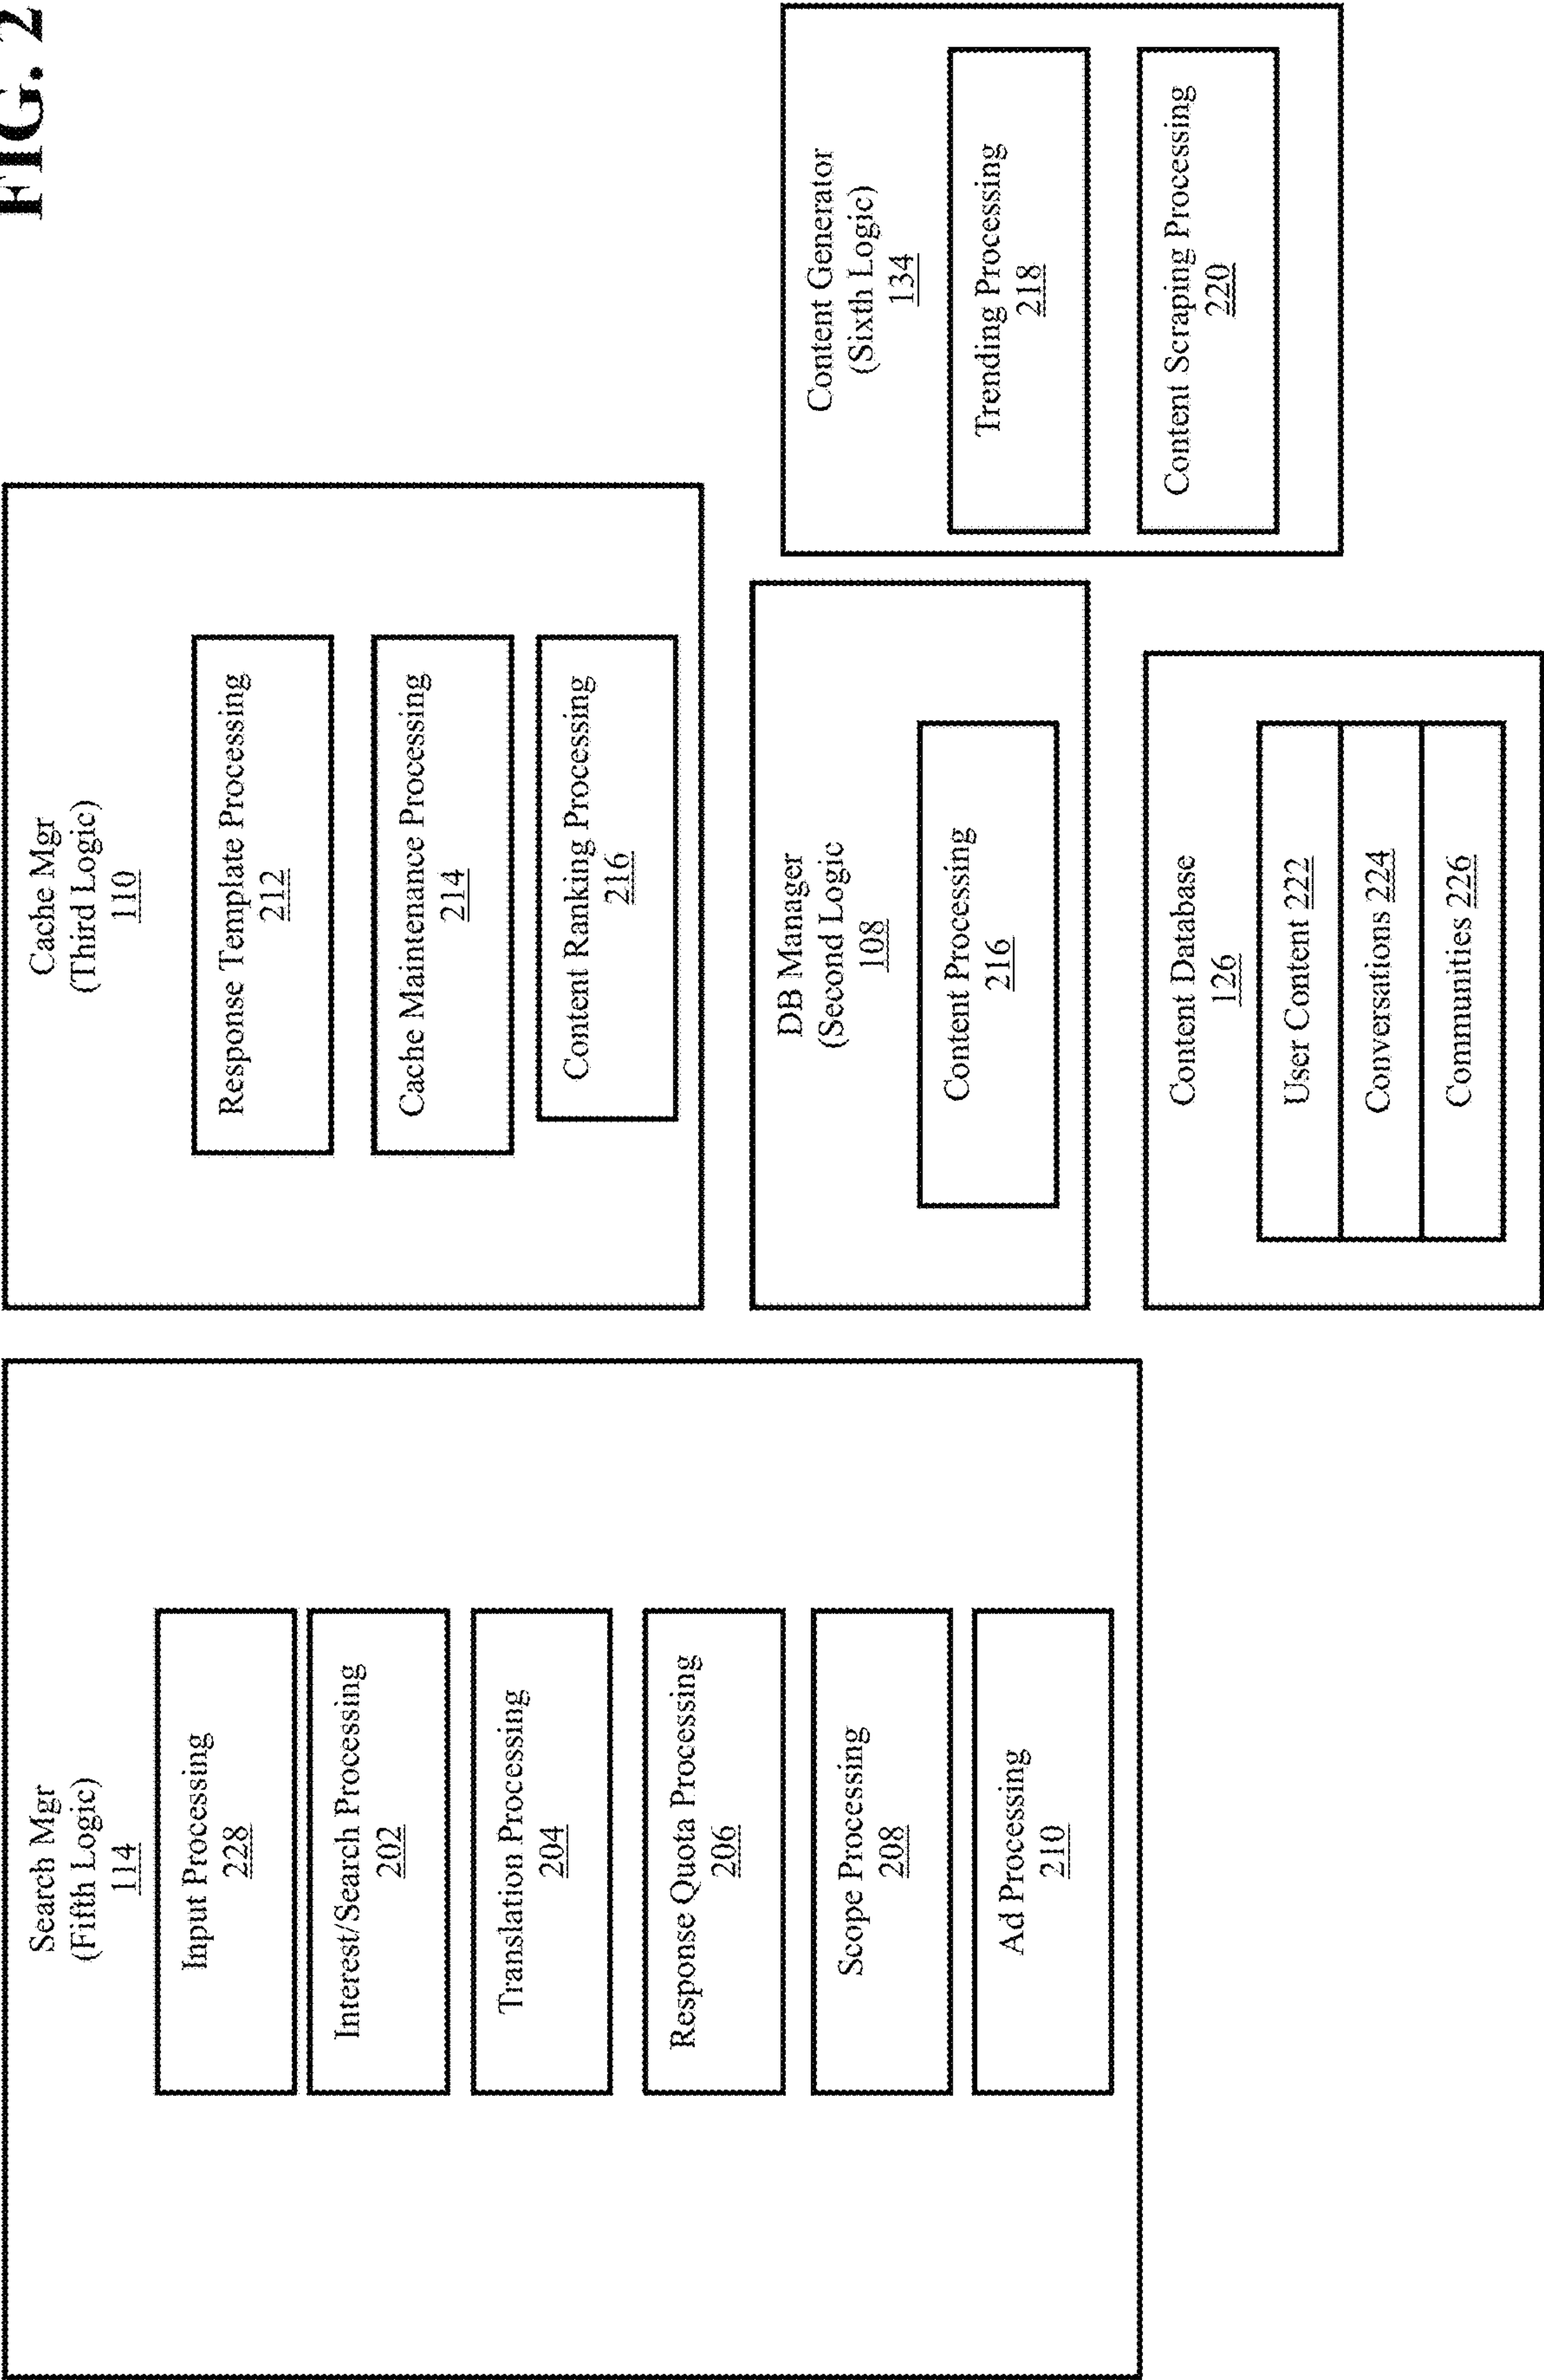 FIG. 2
Search Mgr
(Fifth Logic)
114
Input Processing
228
Interest/Search Processing
202
Translation Processing
204
Response Quota Processing
206
Scope Processing
208
Ad Processing
210
Cache Mgr
(Third Logic)
110
Response Template Processing
212
Cache Maintenance Processing
214
Content Ranking Processing
216
DB Manager
(Second Logic
108
Content Processing
216
Content Database
126
User Content 222
Conversations 224
Communities 226
Content Generator
(Sixth Logic)
134
Trending Processing
218
Content Scraping Processing
220